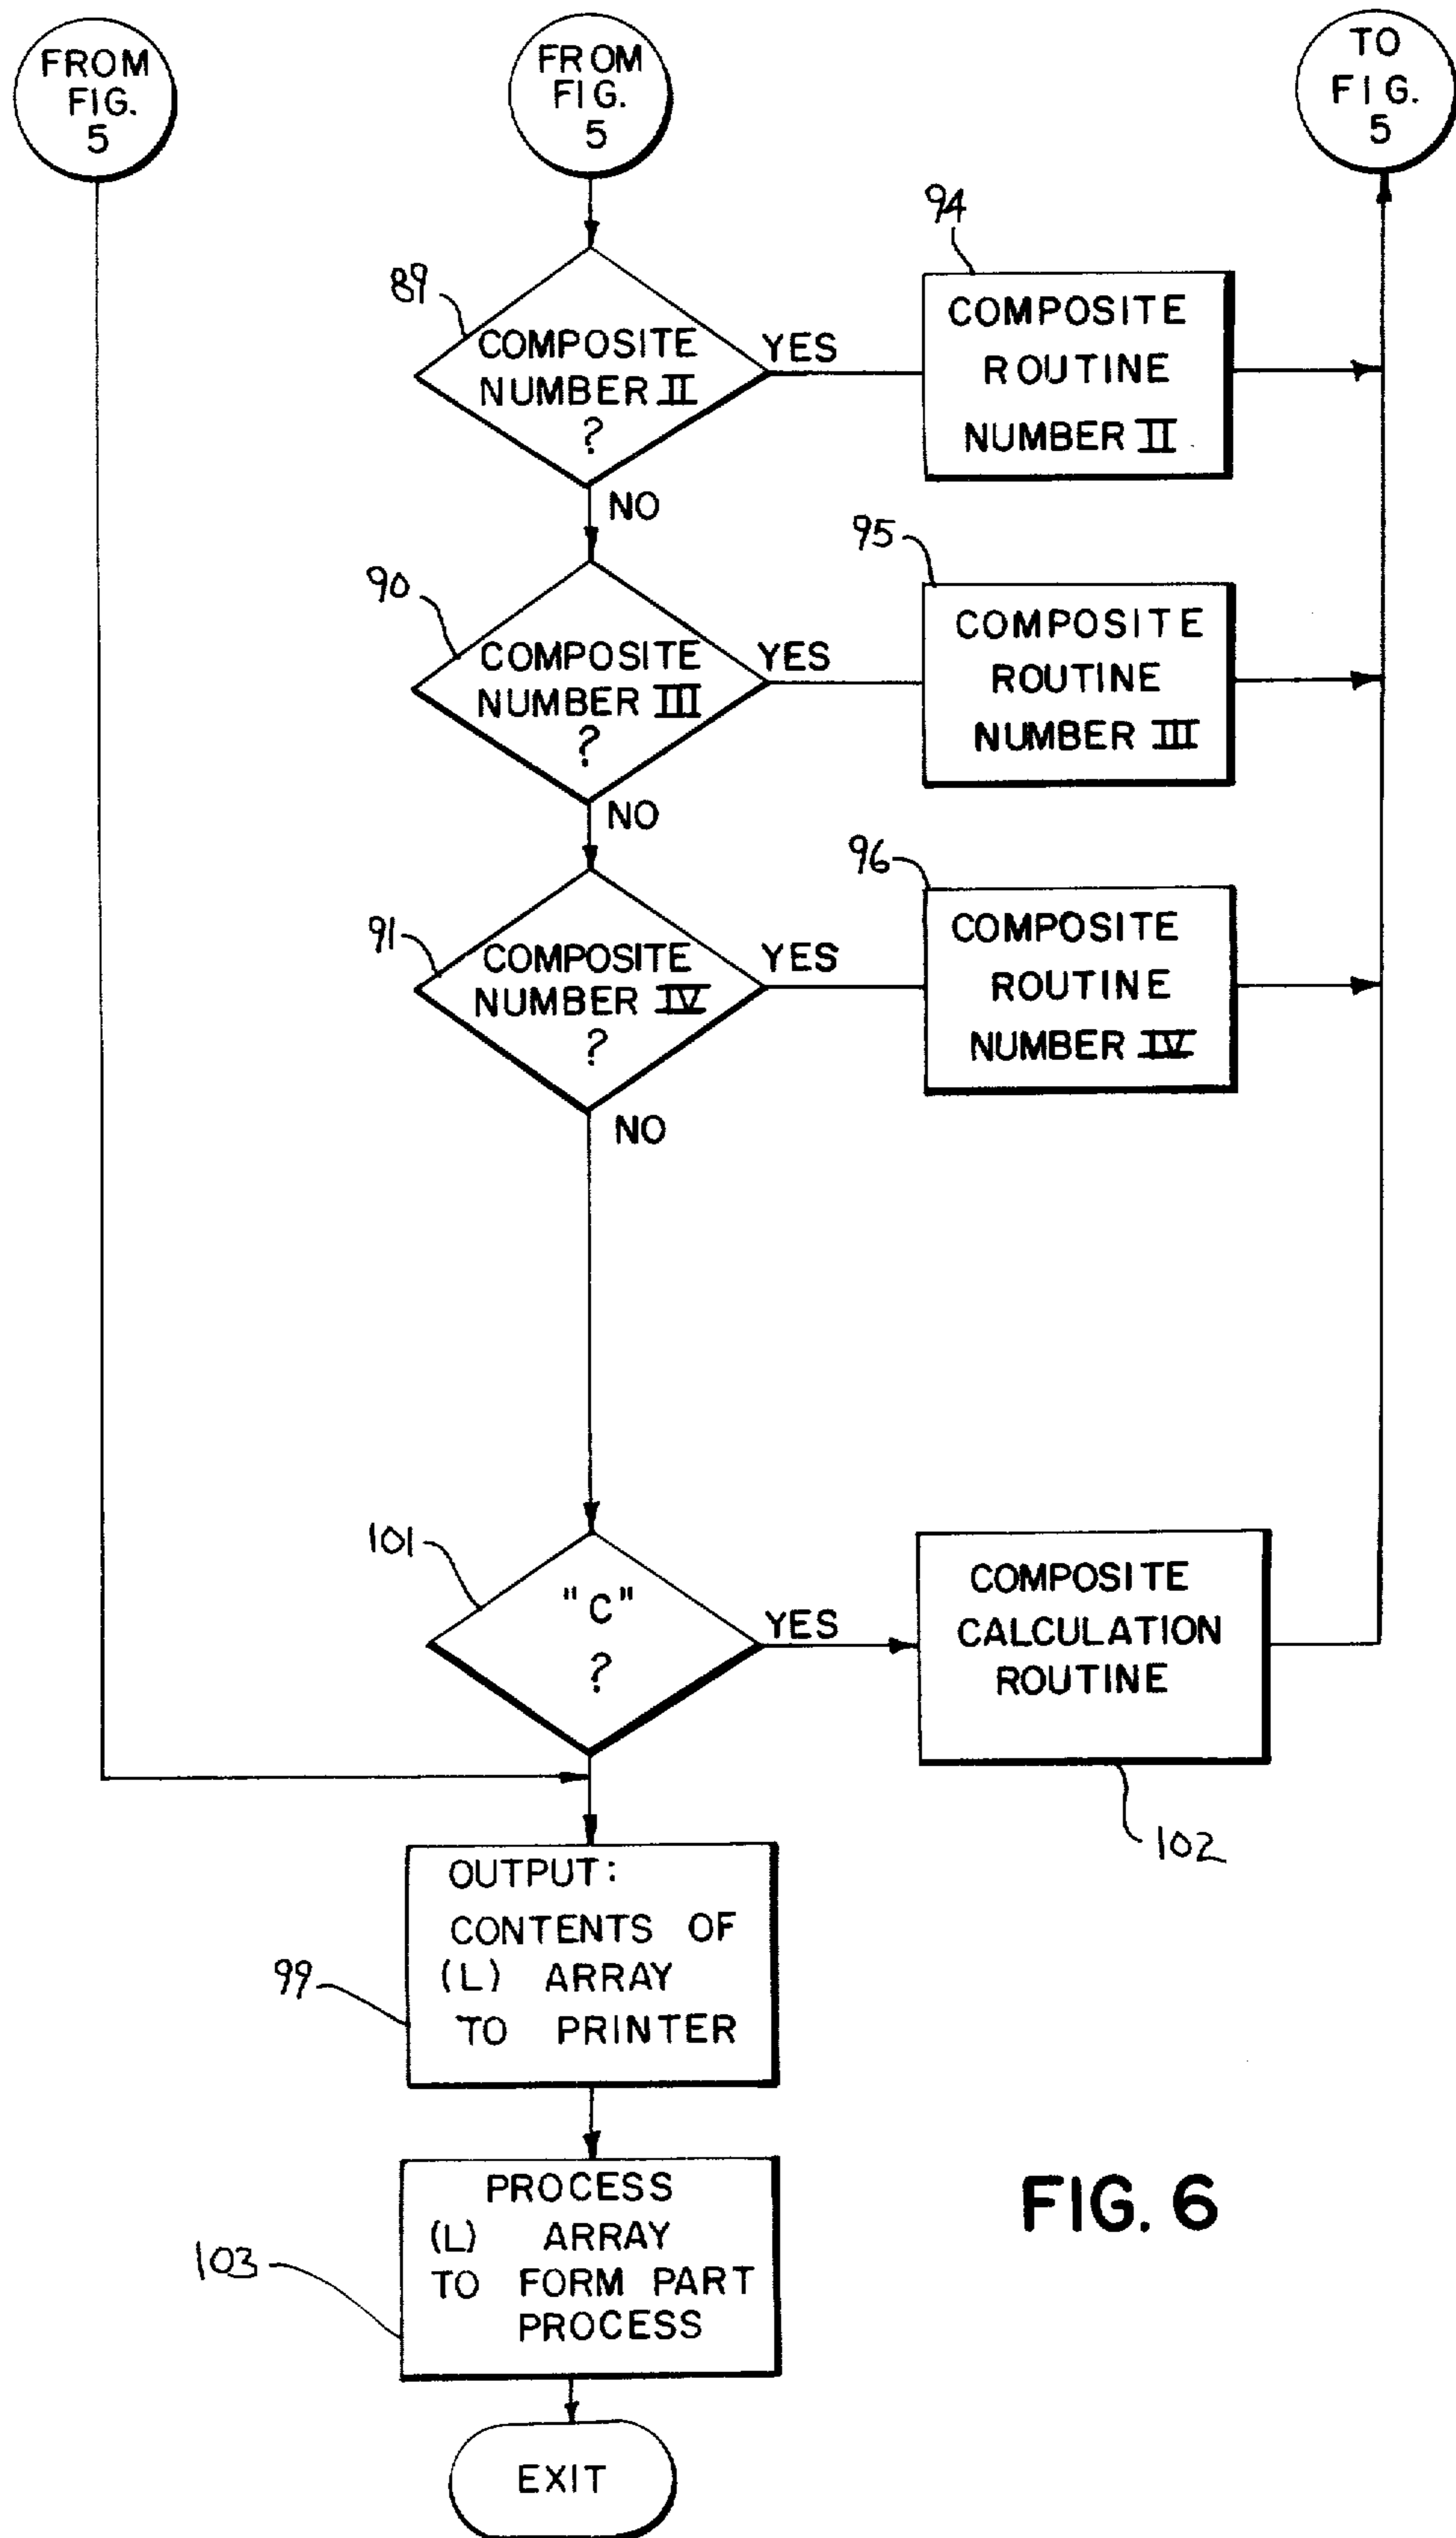 FROM
FIG.
5
FROM
FIG.
5
TO
FIG.
5
89
COMPOSITE
NUMBER II
?
YES
NO
94
COMPOSITE
ROUTINE
NUMBER II
90
COMPOSITE
NUMBER III
?
YES
NO
95
COMPOSITE
ROUTINE
NUMBER III
91
COMPOSITE
NUMBER IV
?
YES
NO
96
COMPOSITE
ROUTINE
NUMBER IV
101
"C"
?
YES
COMPOSITE
CALCULATION
ROUTINE
102
OUTPUT:
CONTENTS OF
(L) ARRAY
TO PRINTER
99
PROCESS
(L) ARRAY
TO FORM PART
PROCESS
103
EXIT
FIG. 6